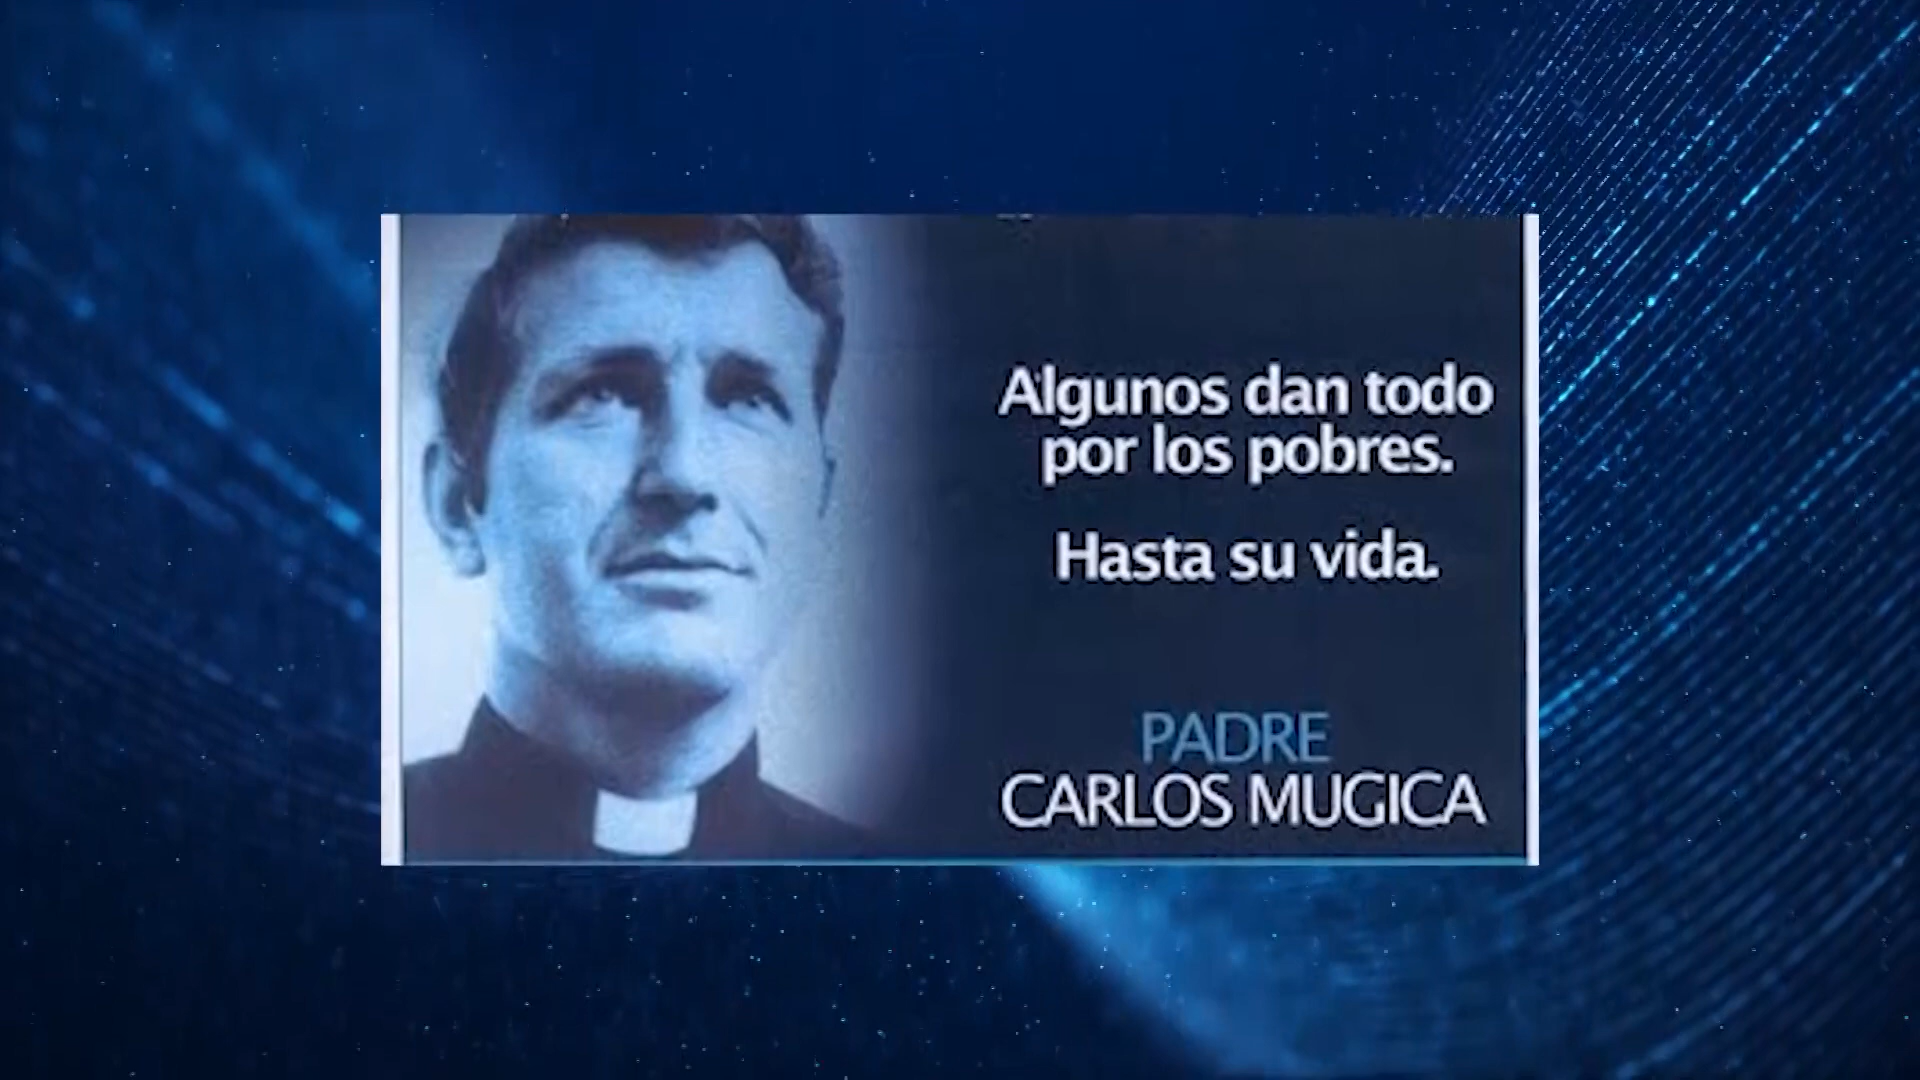 Algunos dan todo
por los pobres.
Hasta su vida.
PADRE
CARLOS MUGICA